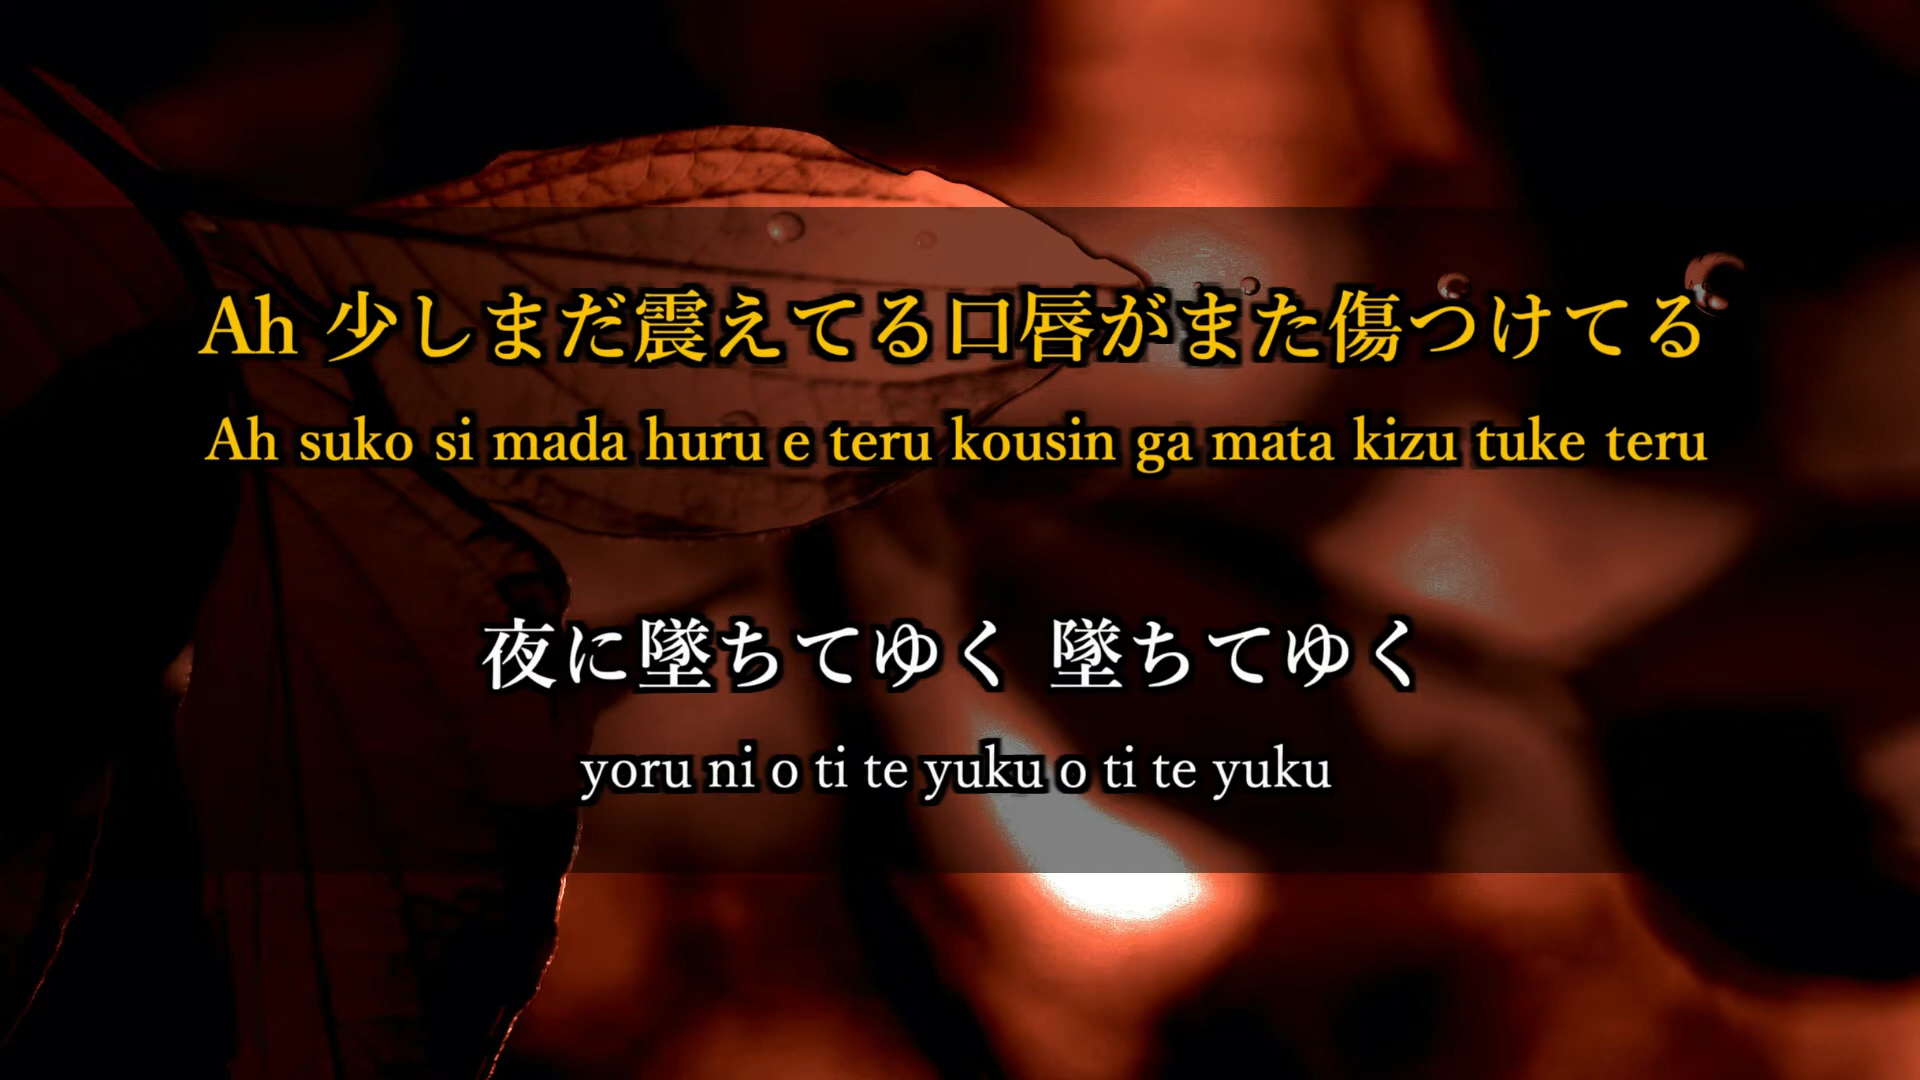 Ah 少しまだ震えてる口唇がまた傷つけてる
Ah suko si mada huru e teru kousin ga mata kizu tuke teru
夜に墜ちてゆく 墜ちてゆく
yoru ni o ti te yuku o ti te yuku